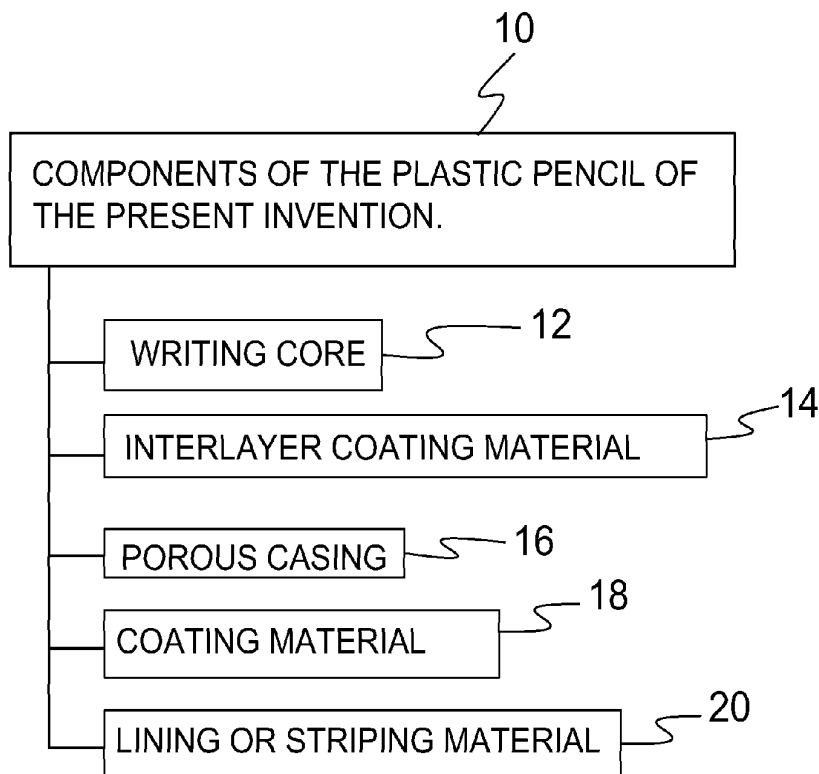 10
COMPONENTS OF THE PLASTIC PENCIL OF
THE PRESENT INVENTION.
WRITING CORE
12
INTERLAYER COATING MATERIAL
14
POROUS CASING
16
COATING MATERIAL
18
LINING OR STRIPING MATERIAL
20